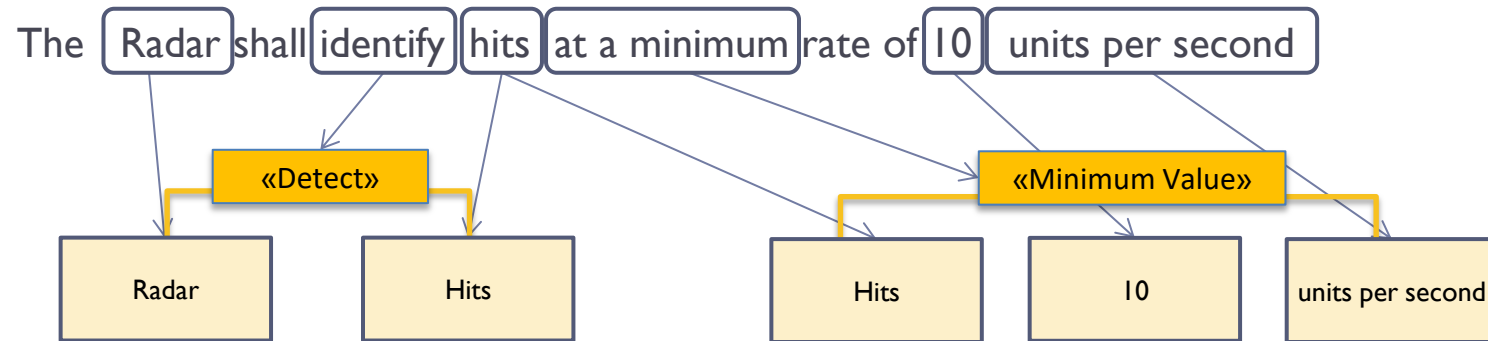 The Radar shall identify hits at a minimum rate of 10 units per second
«Detect»
«Minimum Value»
Radar
Hits
Hits
10
units per second